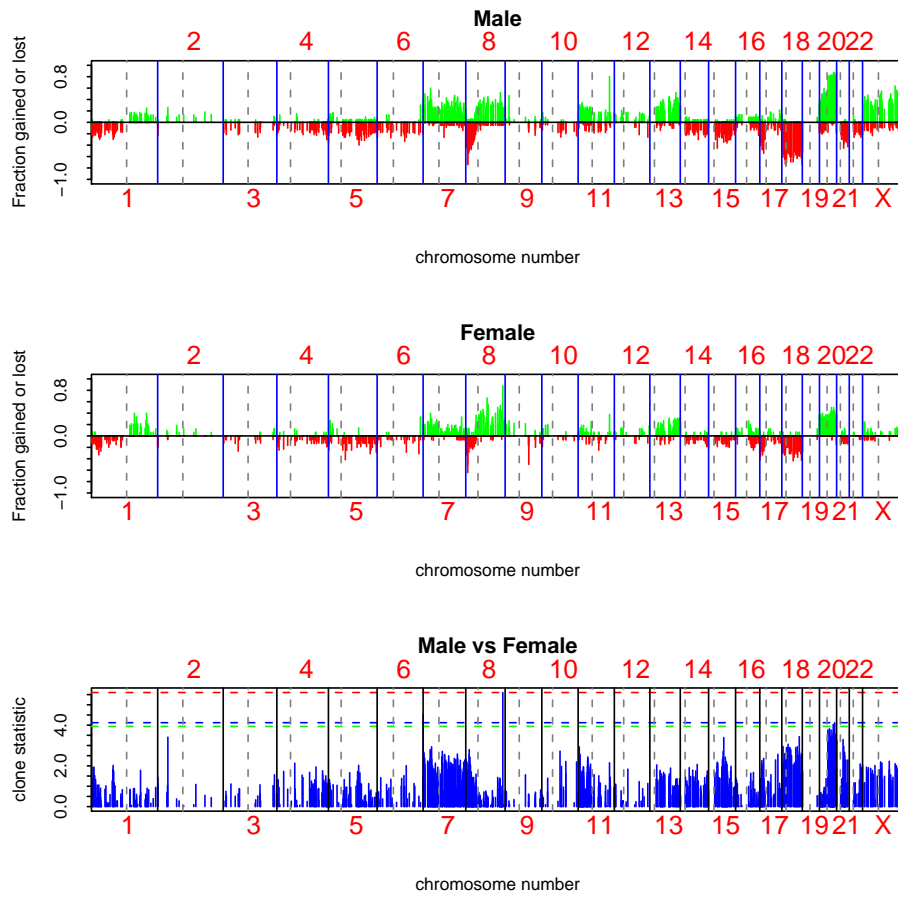 Male
2 4 6 8 10 12 14 16 18 20 22
Fraction gained or lost
0.8
0.0
−1.0
1 3 5 7 9 11 13 15 17 19 21 X
chromosome number
Female
2 4 6 8 10 12 14 16 18 20 22
Fraction gained or lost
0.8
0.0
−1.0
1 3 5 7 9 11 13 15 17 19 21 X
chromosome number
Male vs Female
2 4 6 8 10 12 14 16 18 20 22
clone statistic
4.0
2.0
0.0
1 3 5 7 9 11 13 15 17 19 21 X
chromosome number